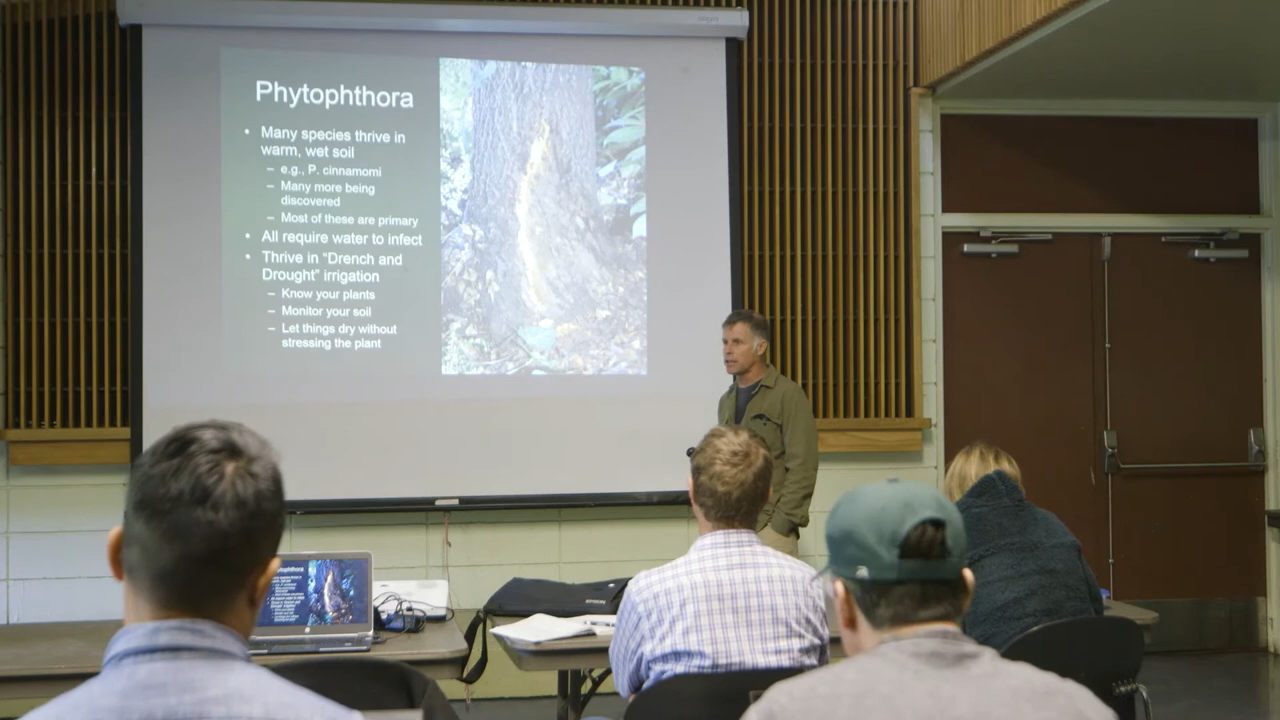 Phytophthora
• Many species thrive in
warm, wet soil
– e.g., P. cinnamomi
– Many more being
discovered
– Most of these are primary
• All require water to infect
• Thrive in “Drench and
Drought” irrigation
– Know your plants
– Monitor your soil
– Let things dry without
stressing the plant